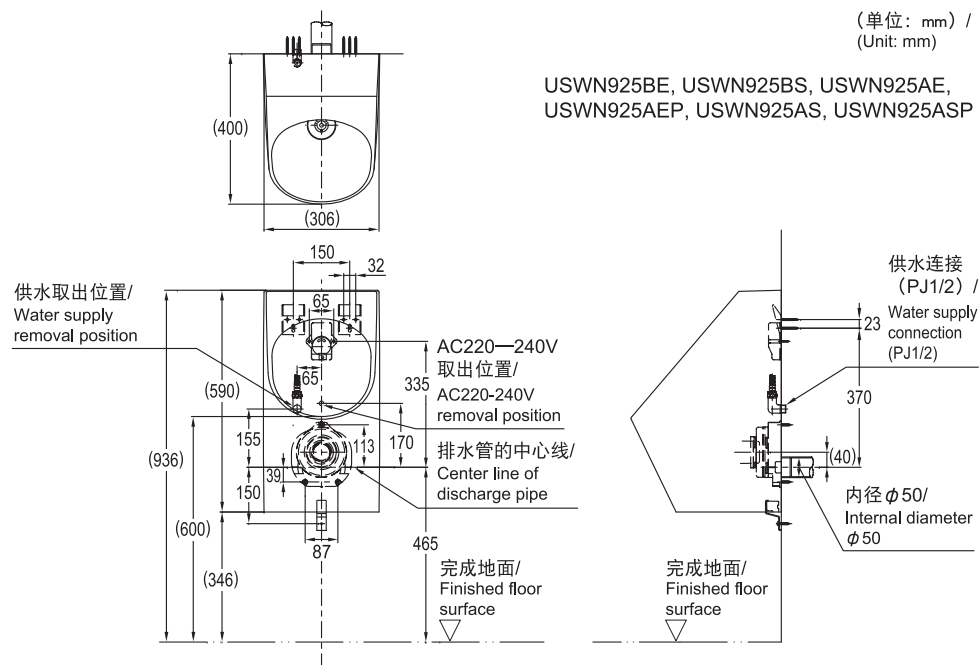 （单位：mm）/
(Unit: mm)
USWN925BE, USWN925BS, USWN925AE,
USWN925AEP, USWN925AS, USWN925ASP
(400)
(306)
150
32
供水取出位置/
Water supply
removal position
65
65
AC220—240V
取出位置/
AC220-240V
removal position
335
(590)
155
113
170
(936)
39
150
排水管的中心线/
Center line of
discharge pipe
(600)
87
465
(346)
完成地面/
Finished floor
surface
供水连接
（PJ1/2）/
Water supply
connection
(PJ1/2)
23
370
(40)
内径ϕ50/
Internal diameter
ϕ50
完成地面/
Finished floor
surface